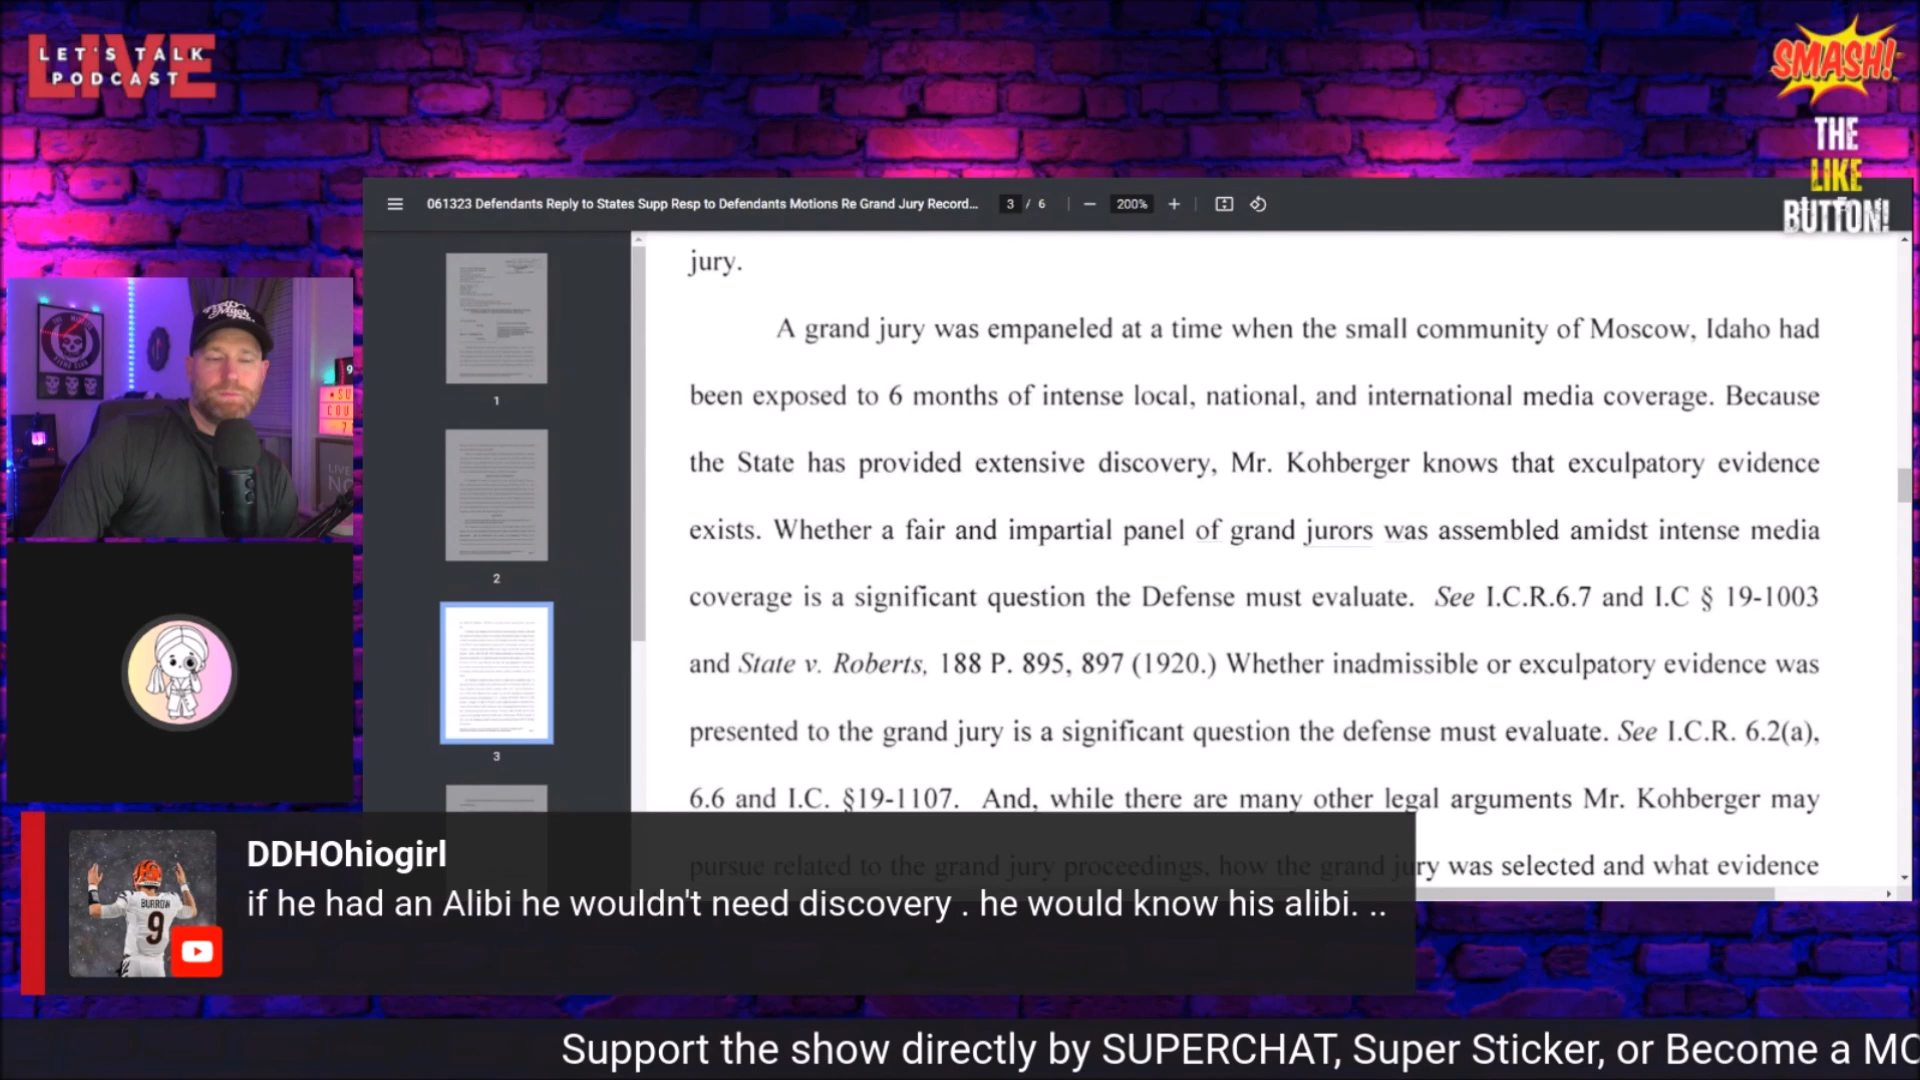 LIVE
LET'S TALK
PODCAST
SMASH!
THE
LIKE
BUTTON!
061323 Defendants Reply to States Supp Resp to Defendants Motions Re Grand Jury Record... 3 / 6 200%
jury.
A grand jury was empaneled at a time when the small community of Moscow, Idaho had
been exposed to 6 months of intense local, national, and international media coverage. Because
the State has provided extensive discovery, Mr. Kohberger knows that exculpatory evidence
exists. Whether a fair and impartial panel of grand jurors was assembled amidst intense media
coverage is a significant question the Defense must evaluate. See I.C.R.6.7 and I.C § 19-1003
and State v. Roberts, 188 P. 895, 897 (1920.) Whether inadmissible or exculpatory evidence was
presented to the grand jury is a significant question the defense must evaluate. See I.C.R. 6.2(a),
6.6 and I.C. §19-1107. And, while there are many other legal arguments Mr. Kohberger may
pursue related to the grand jury proceedings, how the grand jury was selected and what evidence
1
2
3
BURROW
9
DDHOhiogirl
if he had an Alibi he wouldn't need discovery . he would know his alibi. ..
Support the show directly by SUPERCHAT, Super Sticker, or Become a MO